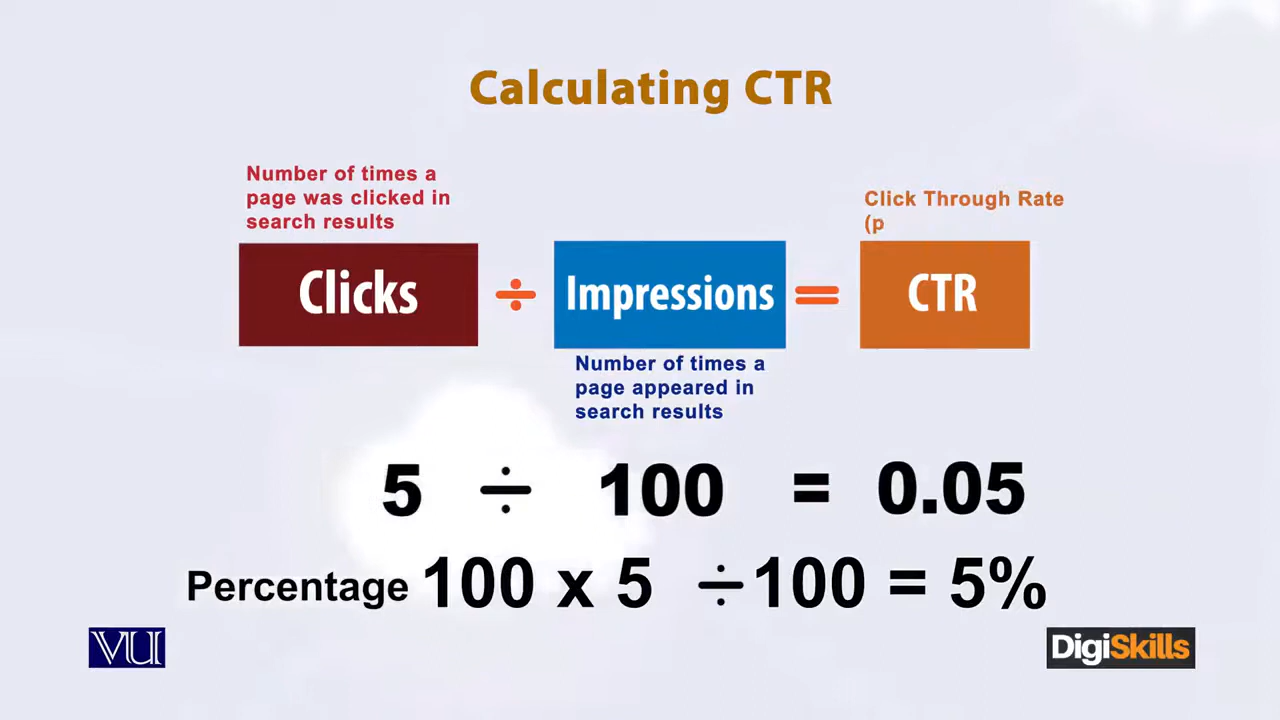 Calculating CTR
Number of times a
page was clicked in
search results
Click Through Rate
(p
Clicks ÷ Impressions = CTR
Number of times a
page appeared in
search results
5 ÷ 100 = 0.05
Percentage 100 x 5 ÷ 100 = 5%
VU
DigiSkills